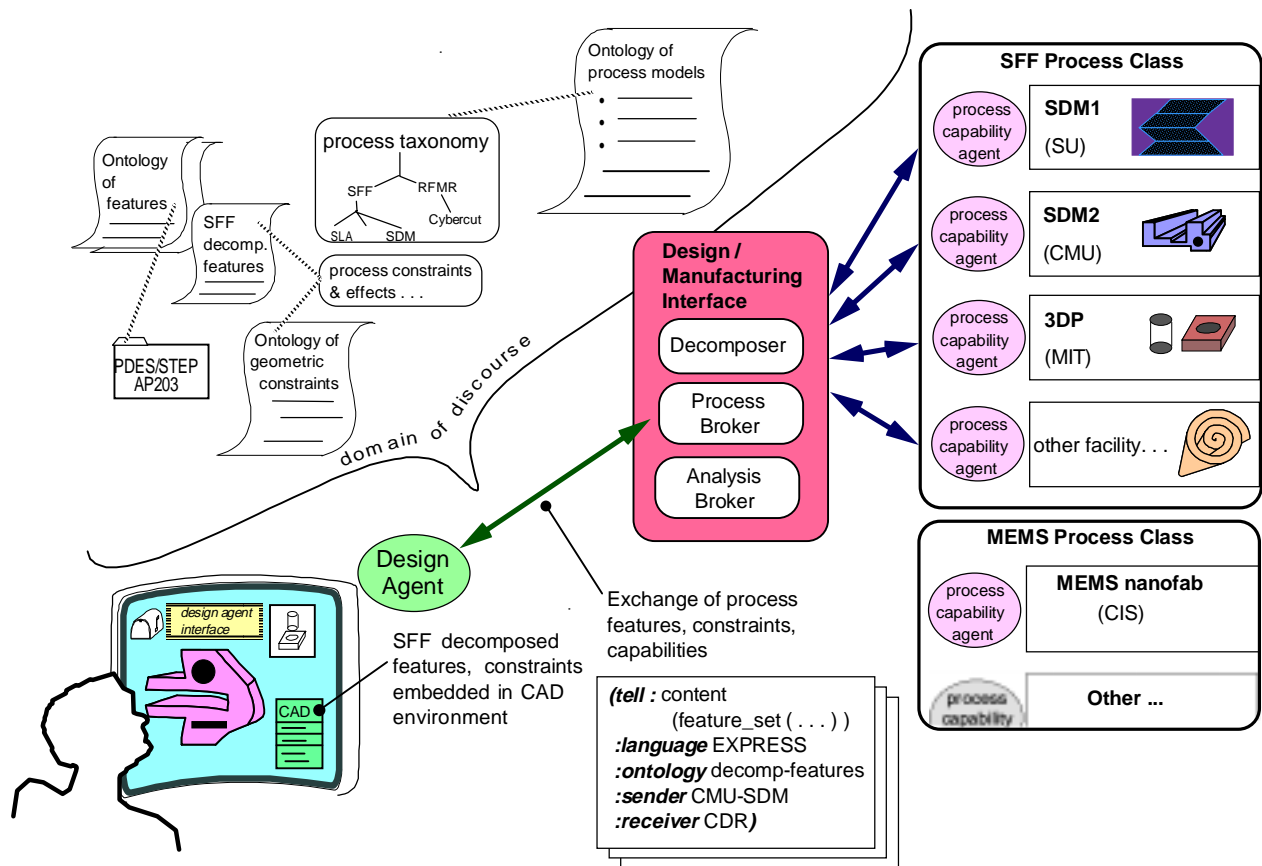 Ontology of
process models
process taxonomy
SFF
RFMR
Cybercut
SLA
SDM
Ontology
of
features
SFF
decomp.
features
process constraints
& effects . . .
Ontology of
geometric
constraints
PDES/STEP
AP203
domain of discourse
Design /
Manufacturing
Interface
Decomposer
Process
Broker
Analysis
Broker
SFF Process Class
process
capability
agent
SDM1
(SU)
process
capability
agent
SDM2
(CMU)
process
capability
agent
3DP
(MIT)
process
capability
agent
other facility. . .
MEMS Process Class
process
capability
agent
MEMS nanofab
(CIS)
process
capability
Other ...
Design
Agent
design agent
interface
CAD
SFF decomposed
features, constraints
embedded in CAD
environment
Exchange of process
features, constraints,
capabilities
(tell : content
(feature_set ( . . . ) )
:language EXPRESS
:ontology decomp-features
:sender CMU-SDM
:receiver CDR)